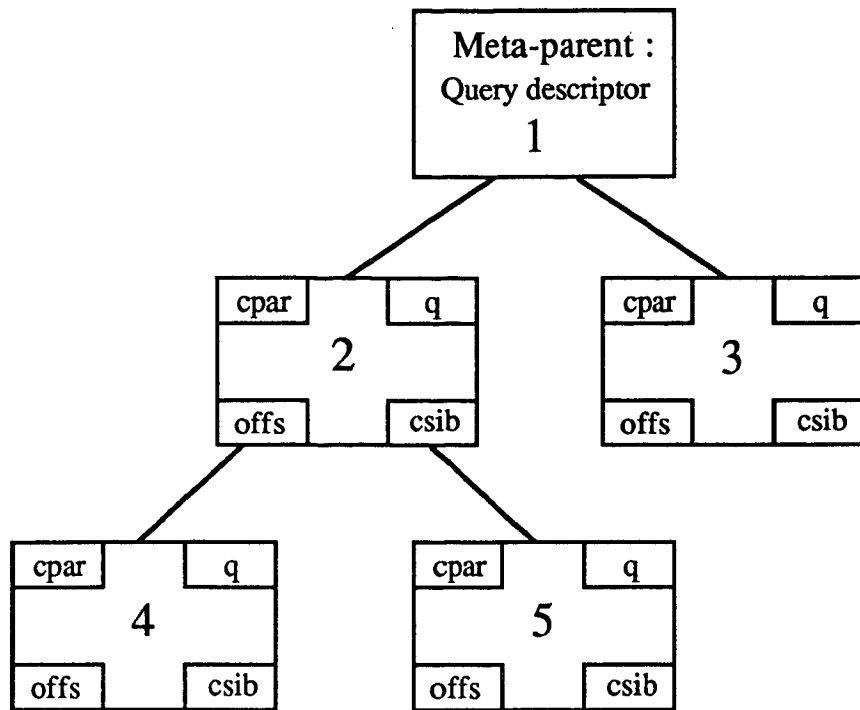 Meta-parent :
Query descriptor
1
cpar q
2
offs csib
cpar q
3
offs csib
cpar q
4
offs csib
cpar q
5
offs csib